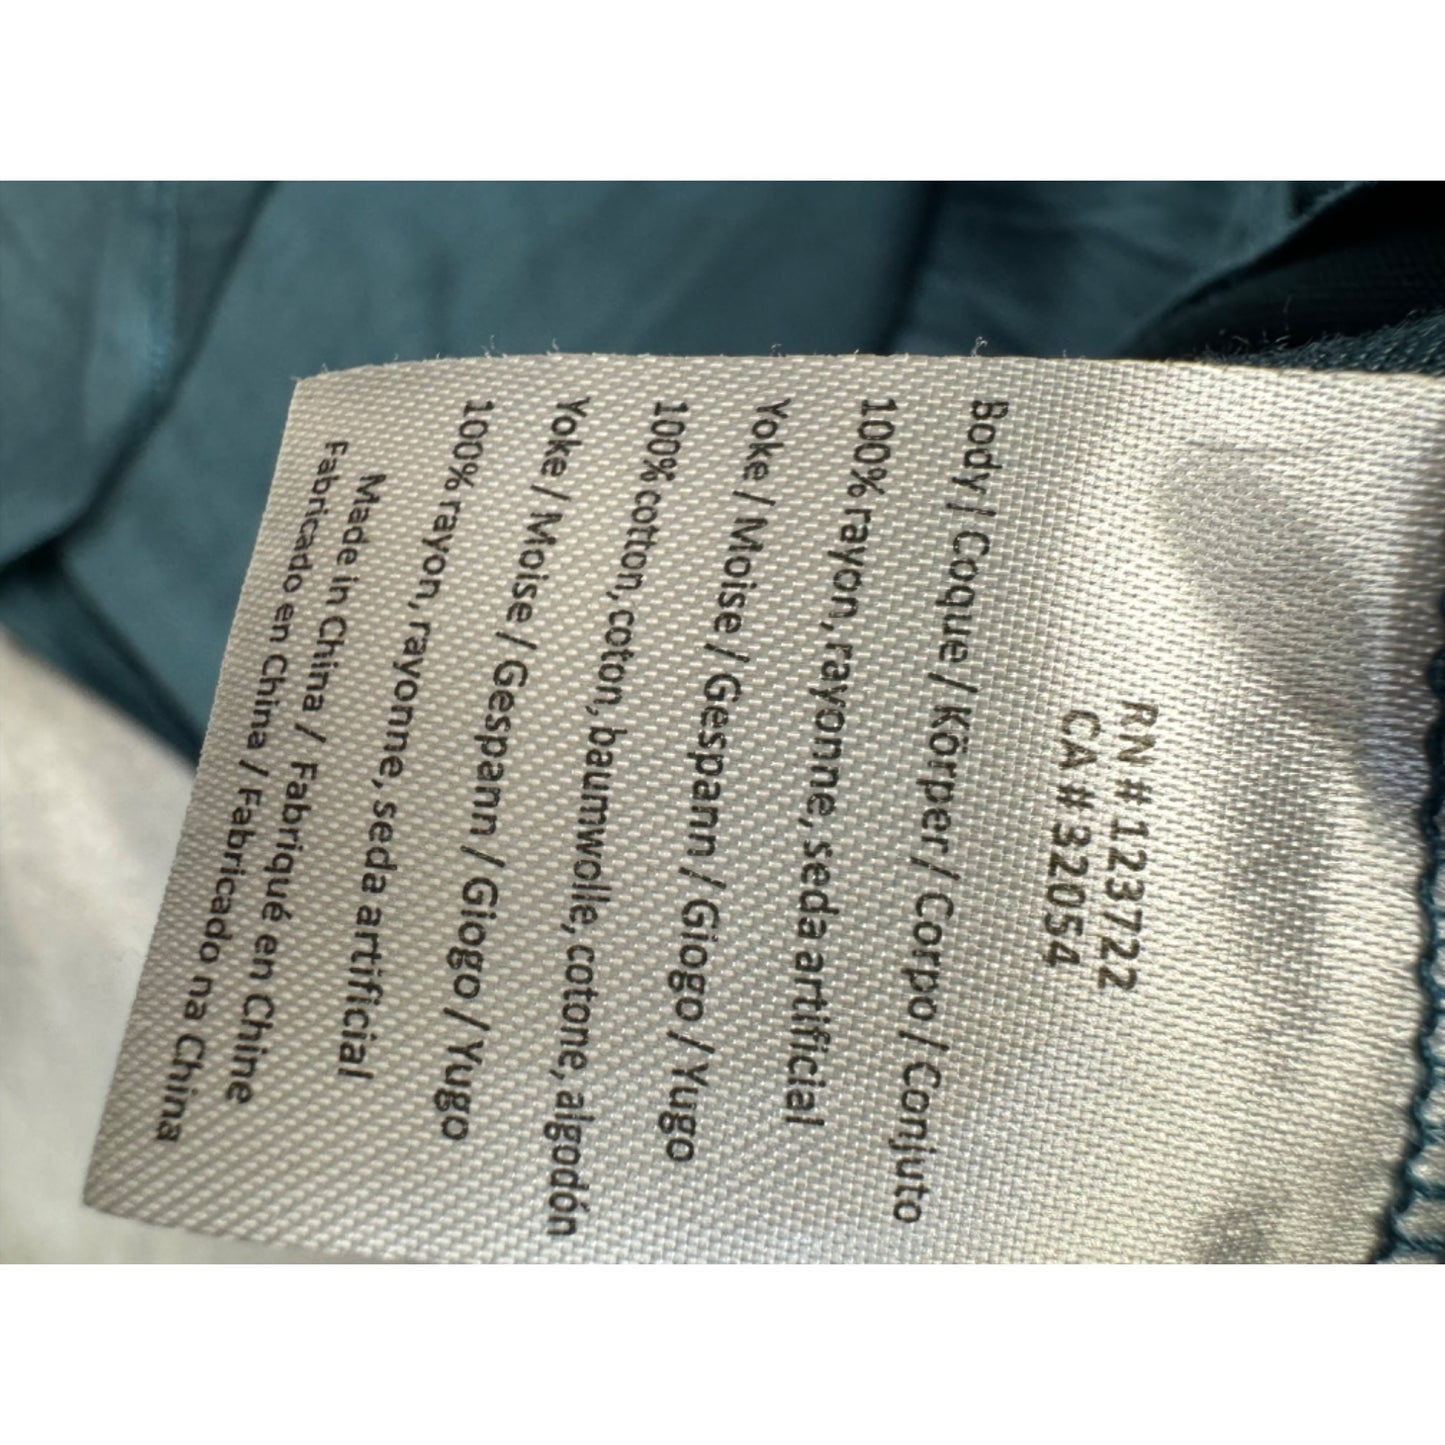 RN # 123722
CA # 32054
Body / Coque / Körper / Corpo / Conjuto
100% rayon, rayonne, seda artificial
Yoke / Moise / Gespann / Giogo / Yugo
100% cotton, coton, baumwolle, cotone, algodón
Yoke / Moise / Gespann / Giogo / Yugo
100% rayon, rayonne, seda artificial
Made in China / Fabriqué en Chine
Fabricado en China / Fabricado na China